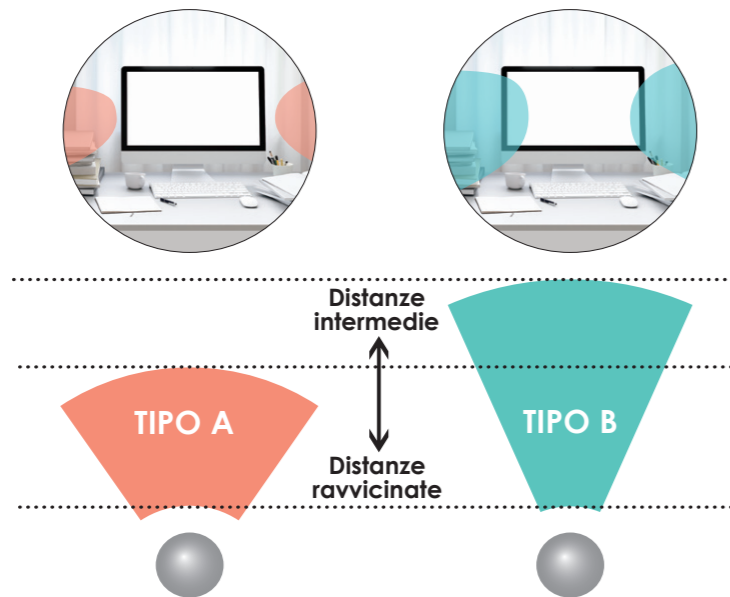 Distanze
intermedie
TIPO A
TIPO B
Distanze
ravvicinate